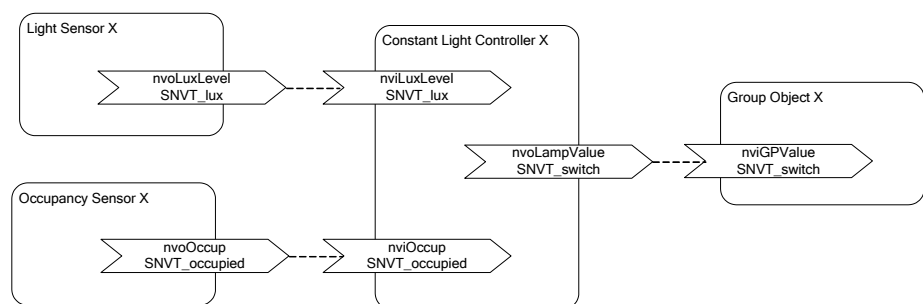 Light Sensor X
nvoLuxLevel
SNVT_lux
Constant Light Controller X
nviLuxLevel
SNVT_lux
nvoLampValue
SNVT_switch
Group Object X
nviGPValue
SNVT_switch
Occupancy Sensor X
nvoOccup
SNVT_occupied
nviOccup
SNVT_occupied